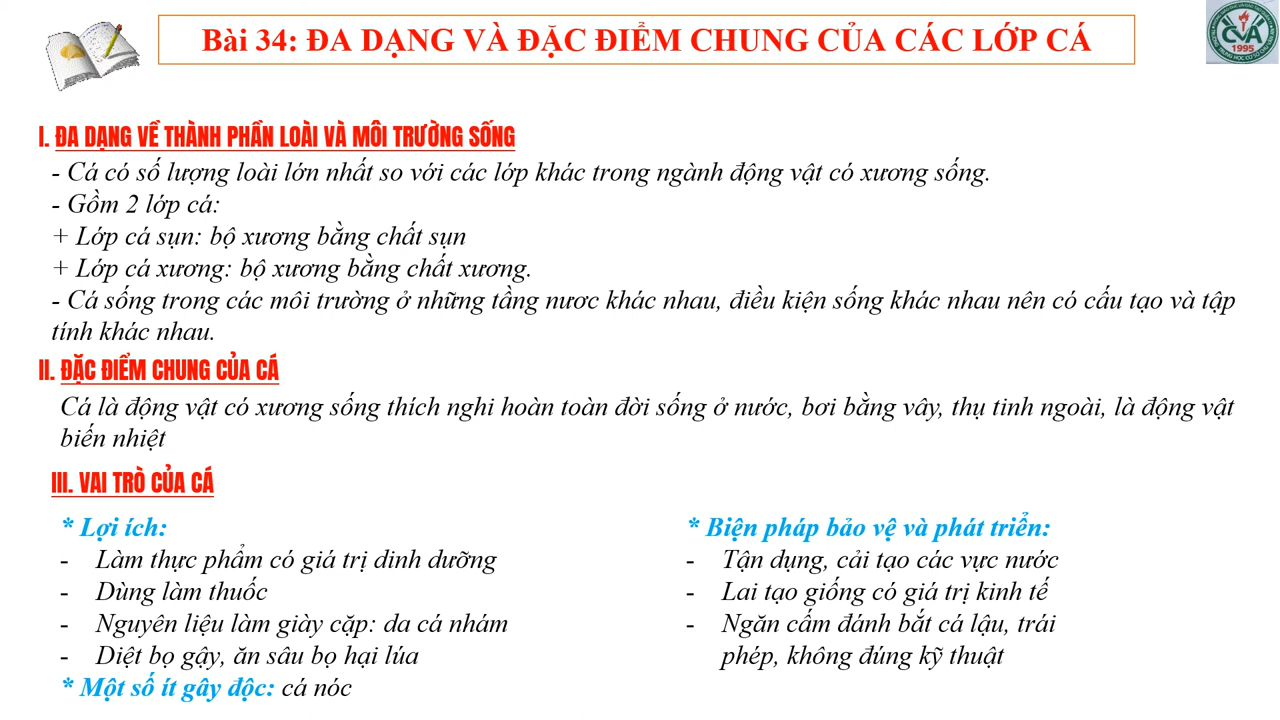 Bài 34: ĐA DẠNG VÀ ĐẶC ĐIỂM CHUNG CỦA CÁC LỚP CÁ
CVA
1995
I. ĐA DẠNG VỀ THÀNH PHẦN LOÀI VÀ MÔI TRƯỜNG SỐNG
- Cá có số lượng loài lớn nhất so với các lớp khác trong ngành động vật có xương sống.
- Gồm 2 lớp cá:
+ Lớp cá sụn: bộ xương bằng chất sụn
+ Lớp cá xương: bộ xương bằng chất xương.
- Cá sống trong các môi trường ở những tầng nươc khác nhau, điều kiện sống khác nhau nên có cấu tạo và tập
tính khác nhau.
II. ĐẶC ĐIỂM CHUNG CỦA CÁ
Cá là động vật có xương sống thích nghi hoàn toàn đời sống ở nước, bơi bằng vây, thụ tinh ngoài, là động vật
biến nhiệt
III. VAI TRÒ CỦA CÁ
* Lợi ích:
- Làm thực phẩm có giá trị dinh dưỡng
- Dùng làm thuốc
- Nguyên liệu làm giày cặp: da cá nhám
- Diệt bọ gậy, ăn sâu bọ hại lúa
* Một số ít gây độc: cá nóc
* Biện pháp bảo vệ và phát triển:
- Tận dụng, cải tạo các vực nước
- Lai tạo giống có giá trị kinh tế
- Ngăn cấm đánh bắt cá lậu, trái
phép, không đúng kỹ thuật